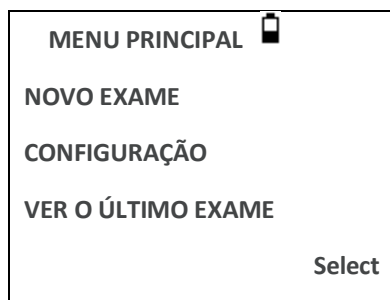 MENU PRINCIPAL
NOVO EXAME
CONFIGURAÇÃO
VER O ÚLTIMO EXAME
Select